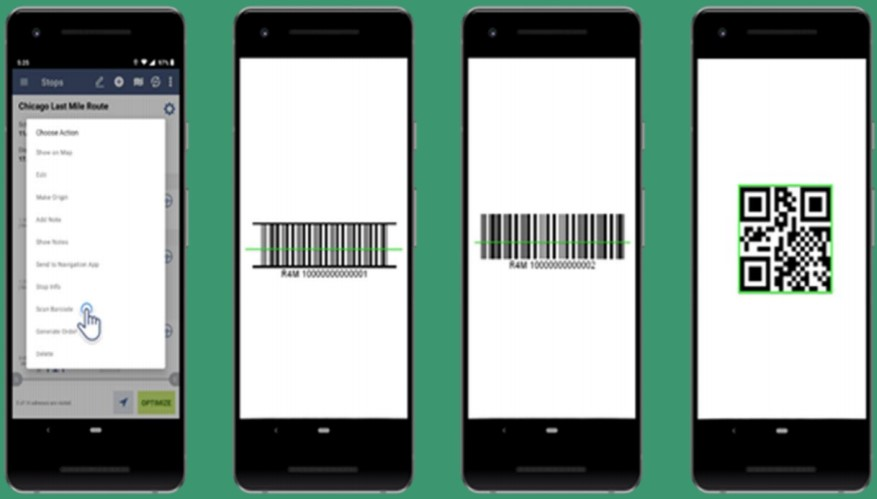 5:25
Stops
Chicago Last Mile Route
Choose Action
Show on Map
Edit
Make Origin
Add Note
Show Notes
Send to Navigation App
Stop Info
Scan Barcode
Generate Order
Delete
OPTIMIZE
R4M 10000000000001
R4M 10000000000002